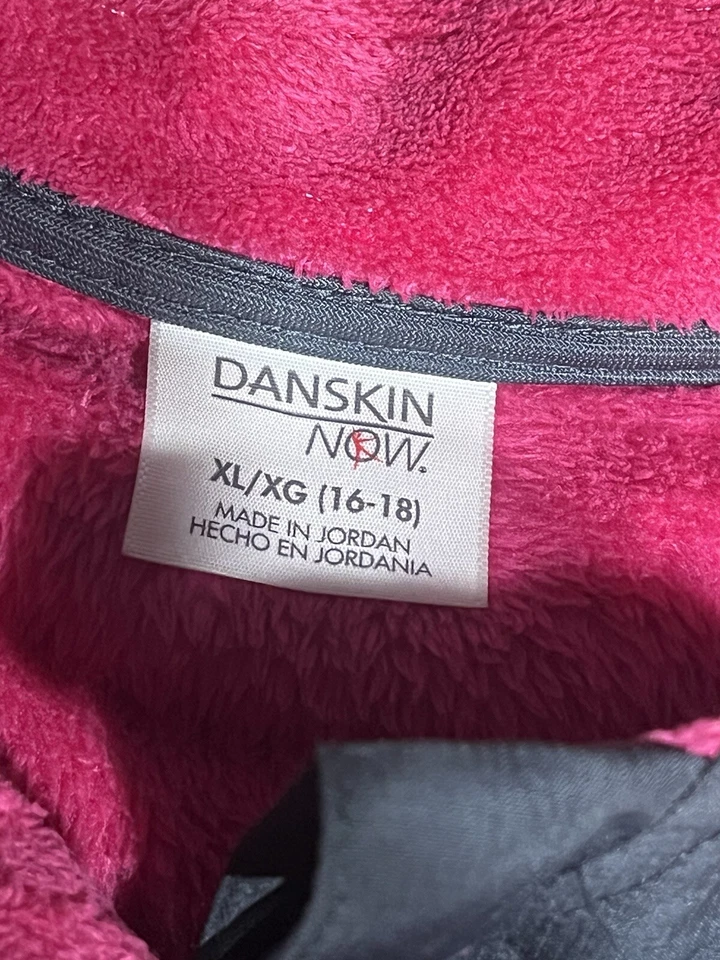 DANSKIN
NOW.
XL/XG (16-18)
MADE IN JORDAN
HECHO EN JORDANIA